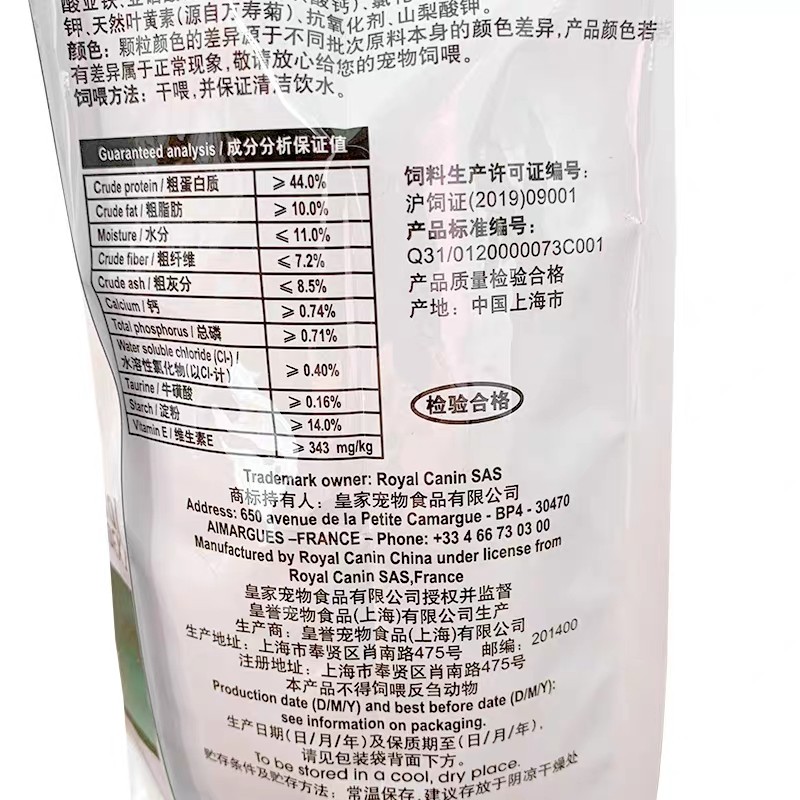 钾、天然叶黄素(源自万寿菊)、抗氧化剂、山梨酸钾。
颜色：颗粒颜色的差异源于不同批次原料本身的颜色差异，产品颜色若
有差异属于正常现象，敬请放心给您的宠物饲喂。
饲喂方法：干喂，并保证清洁饮水。
Guaranteed analysis / 成分分析保证值
Crude protein / 粗蛋白质 ≥ 44.0%
Crude fat / 粗脂肪 ≥ 10.0%
Moisture / 水分 ≤ 11.0%
Crude fiber / 粗纤维 ≤ 7.2%
Crude ash / 粗灰分 ≤ 8.5%
Calcium / 钙 ≥ 0.74%
Total phosphorus / 总磷 ≥ 0.71%
Water soluble chloride (Cl-) /
水溶性氯化物(以Cl-计) ≥ 0.40%
Taurine / 牛磺酸 ≥ 0.16%
Starch / 淀粉 ≥ 14.0%
Vitamin E / 维生素E ≥ 343 mg/kg
饲料生产许可证编号：
沪饲证(2019)09001
产品标准编号：
Q31/0120000073C001
产品质量检验合格
产地：中国上海市
检验合格
Trademark owner: Royal Canin SAS
商标持有人：皇家宠物食品有限公司
Address: 650 avenue de la Petite Camargue - BP4 - 30470
AIMARGUES –FRANCE – Phone: +33 4 66 73 03 00
Manufactured by Royal Canin China under license from
Royal Canin SAS,France
皇家宠物食品有限公司授权并监督
皇誉宠物食品(上海)有限公司生产
生产商：皇誉宠物食品(上海)有限公司
生产地址：上海市奉贤区肖南路475号 邮编：201400
注册地址：上海市奉贤区肖南路475号
本产品不得饲喂反刍动物
Production date (D/M/Y) and best before date (D/M/Y):
see information on packaging.
生产日期(日/月/年)及保质期至(日/月/年)，
请见包装袋背面下方。
To be stored in a cool, dry place.
贮存条件及贮存方法：常温保存，建议存放于阴凉干燥处